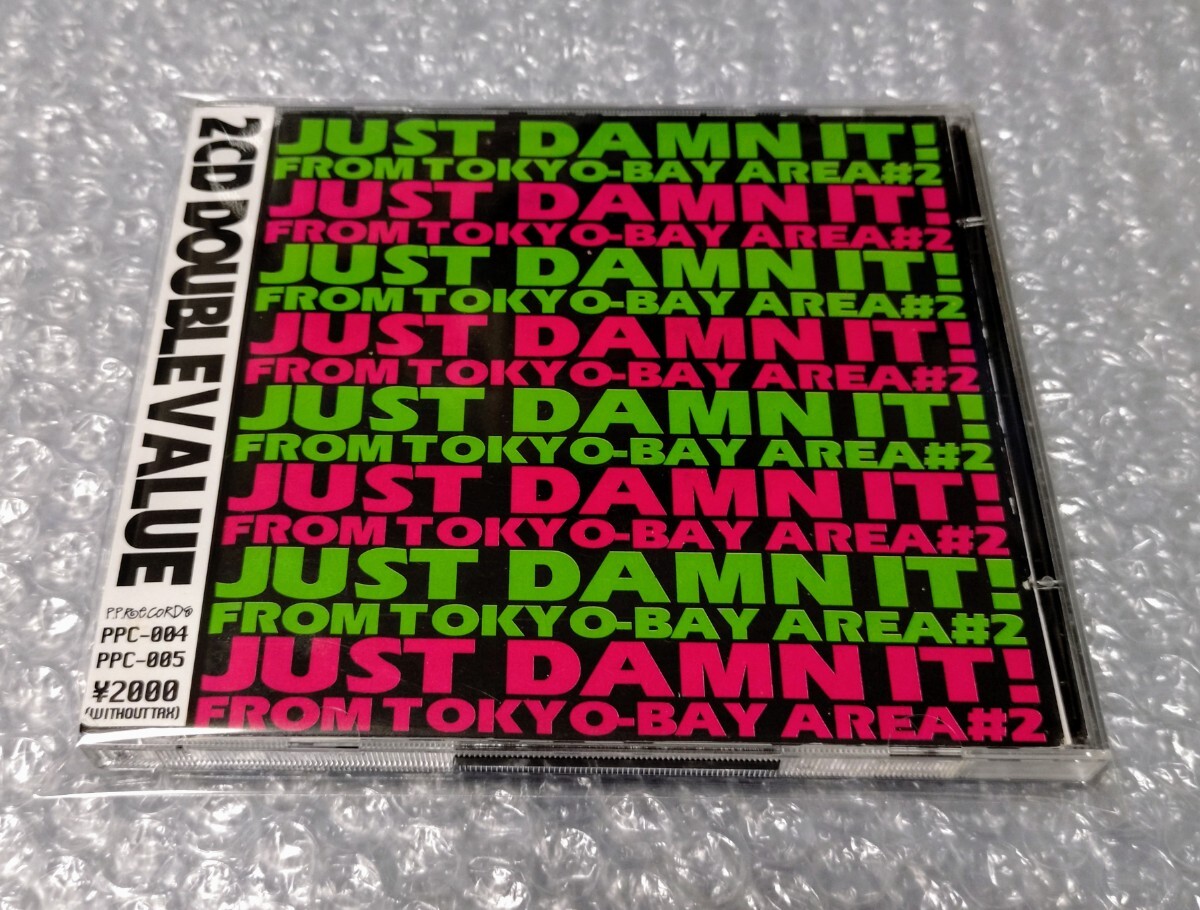 2CD DOUBLE VALUE
P.P.RECORDS
PPC-004
PPC-005
¥2000
(WITHOUT TAX)
JUST DAMN IT!
FROM TOKYO-BAY AREA#2
JUST DAMN IT!
FROM TOKYO-BAY AREA#2
JUST DAMN IT!
FROM TOKYO-BAY AREA#2
JUST DAMN IT!
FROM TOKYO-BAY AREA#2
JUST DAMN IT!
FROM TOKYO-BAY AREA#2
JUST DAMN IT!
FROM TOKYO-BAY AREA#2
JUST DAMN IT!
FROM TOKYO-BAY AREA#2
JUST DAMN IT!
FROM TOKYO-BAY AREA#2